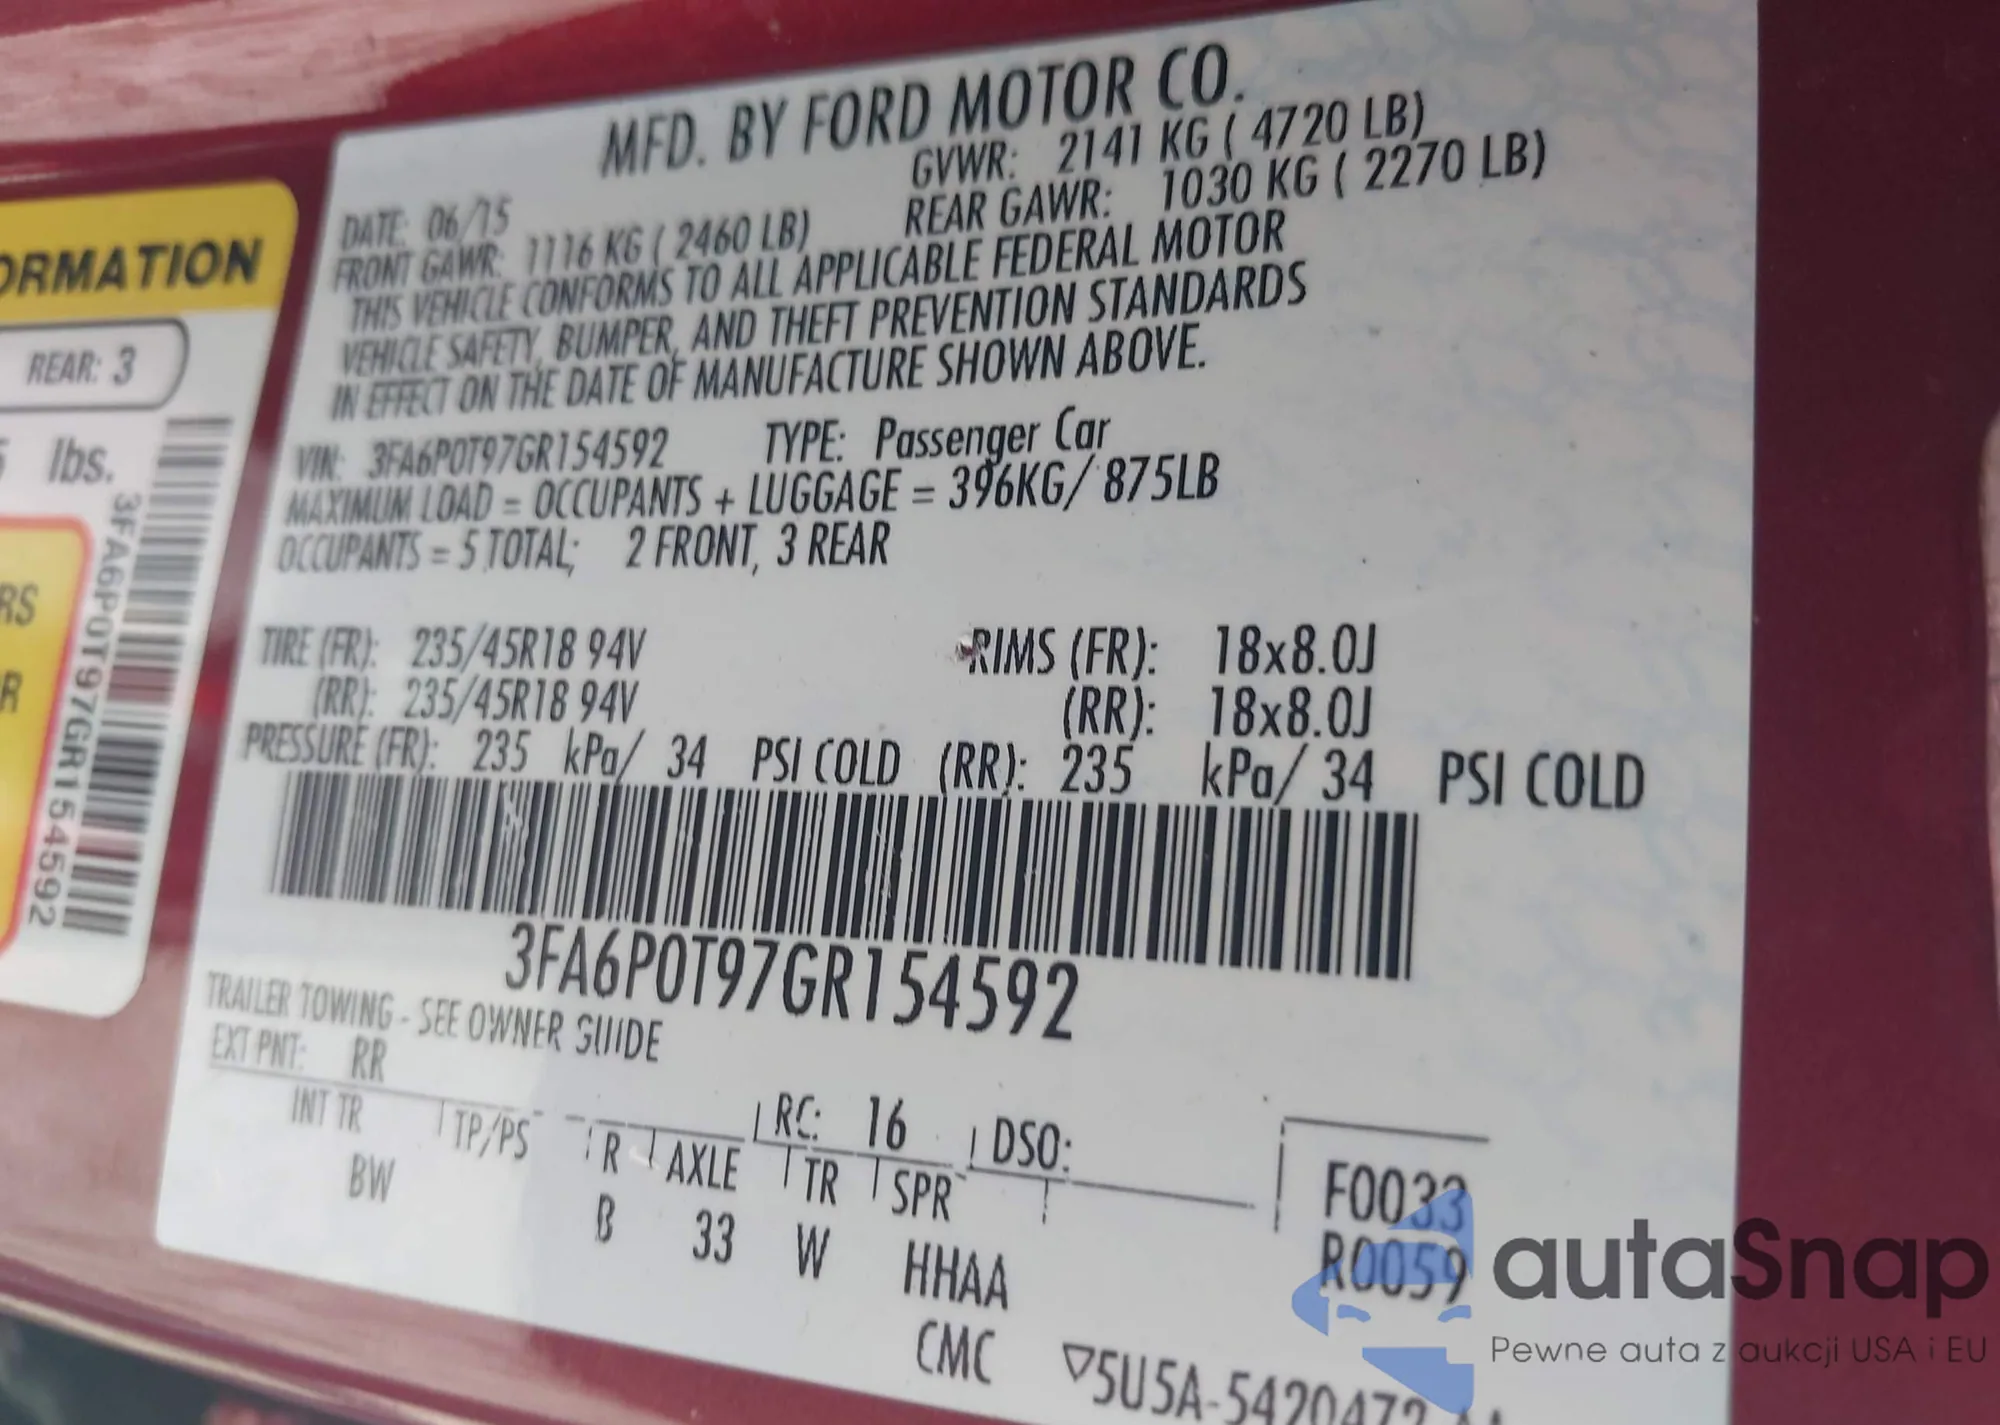 MFD. BY FORD MOTOR CO.
DATE: 06/15 GVWR: 2141 KG ( 4720 LB)
FRONT GAWR: 1116 KG ( 2460 LB) REAR GAWR: 1030 KG ( 2270 LB)
THIS VEHICLE CONFORMS TO ALL APPLICABLE FEDERAL MOTOR
VEHICLE SAFETY, BUMPER, AND THEFT PREVENTION STANDARDS
IN EFFECT ON THE DATE OF MANUFACTURE SHOWN ABOVE.
VIN: 3FA6P0T97GR154592 TYPE: Passenger Car
MAXIMUM LOAD = OCCUPANTS + LUGGAGE = 396KG/ 875LB
OCCUPANTS = 5 TOTAL; 2 FRONT, 3 REAR
TIRE (FR): 235/45R18 94V RIMS (FR): 18x8.0J
(RR): 235/45R18 94V (RR): 18x8.0J
PRESSURE (FR): 235 kPa/ 34 PSI COLD (RR): 235 kPa/ 34 PSI COLD
3FA6P0T97GR154592
TRAILER TOWING - SEE OWNER GUIDE
EXT PNT: RR RC: 16 DSO:
INT TR TP/PS R AXLE TR SPR
BW B 33 W HHAA
F0033
R0059
CMC
▽5U5A-5420472
ORMATION
REAR: 3
lbs.
3FA6P0T97GR154592
RS
R
autaSnap
Pewne auta z aukcji USA i EU